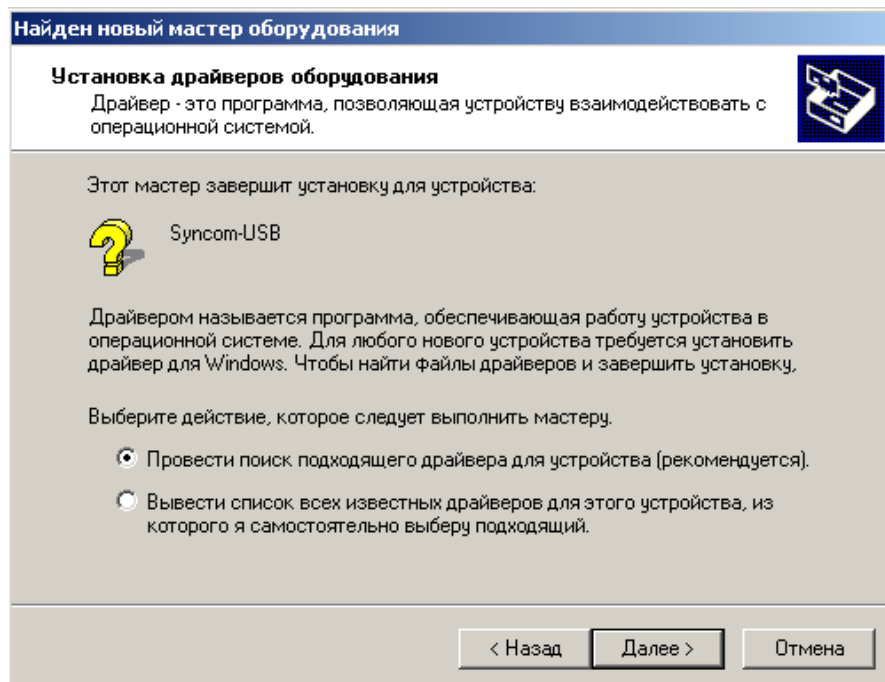 Найден новый мастер оборудования
Установка драйверов оборудования
Драйвер - это программа, позволяющая устройству взаимодействовать с
операционной системой.
Этот мастер завершит установку для устройства:
Syncom-USB
Драйвером называется программа, обеспечивающая работу устройства в
операционной системе. Для любого нового устройства требуется установить
драйвер для Windows. Чтобы найти файлы драйверов и завершить установку,
Выберите действие, которое следует выполнить мастеру.
Провести поиск подходящего драйвера для устройства (рекомендуется).
Вывести список всех известных драйверов для этого устройства, из
которого я самостоятельно выберу подходящий.
< Назад
Далее >
Отмена